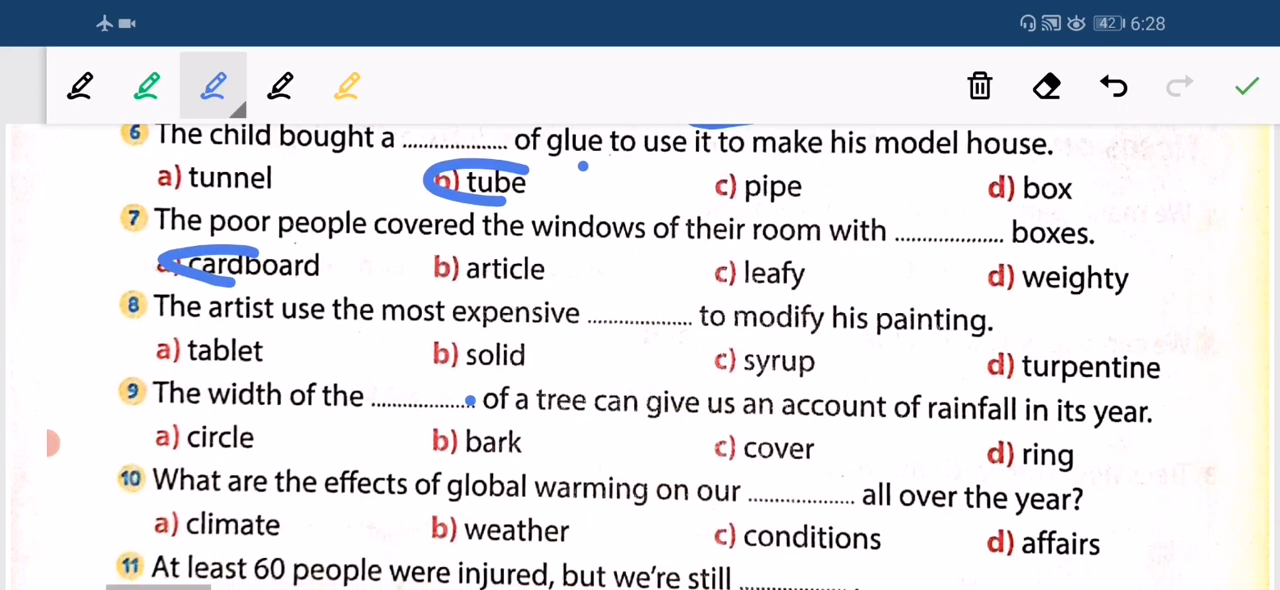 42 6:28
6 The child bought a .................. of glue to use it to make his model house.
a) tunnel b) tube c) pipe d) box
7 The poor people covered the windows of their room with .................. boxes.
a) cardboard b) article c) leafy d) weighty
8 The artist use the most expensive .................. to modify his painting.
a) tablet b) solid c) syrup d) turpentine
9 The width of the .................. of a tree can give us an account of rainfall in its year.
a) circle b) bark c) cover d) ring
10 What are the effects of global warming on our .................. all over the year?
a) climate b) weather c) conditions d) affairs
11 At least 60 people were injured, but we're still .................. .